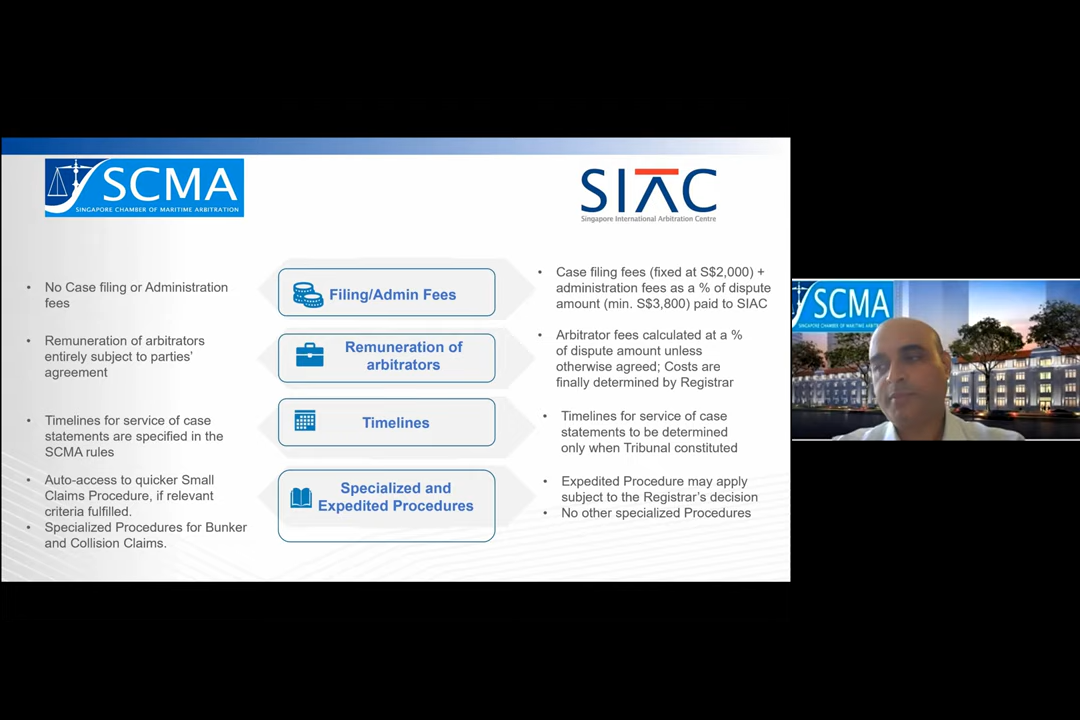 SCMA
SINGAPORE CHAMBER OF MARITIME ARBITRATION
SIAC
Singapore International Arbitration Centre
• No Case filing or Administration
fees
Filing/Admin Fees
• Case filing fees (fixed at S$2,000) +
administration fees as a % of dispute
amount (min. S$3,800) paid to SIAC
• Remuneration of arbitrators
entirely subject to parties’
agreement
Remuneration of
arbitrators
• Arbitrator fees calculated at a %
of dispute amount unless
otherwise agreed; Costs are
finally determined by Registrar
• Timelines for service of case
statements are specified in the
SCMA rules
Timelines
• Timelines for service of case
statements to be determined
only when Tribunal constituted
• Auto-access to quicker Small
Claims Procedure, if relevant
criteria fulfilled.
• Specialized Procedures for Bunker
and Collision Claims.
Specialized and
Expedited Procedures
• Expedited Procedure may apply
subject to the Registrar’s decision
• No other specialized Procedures
SCMA